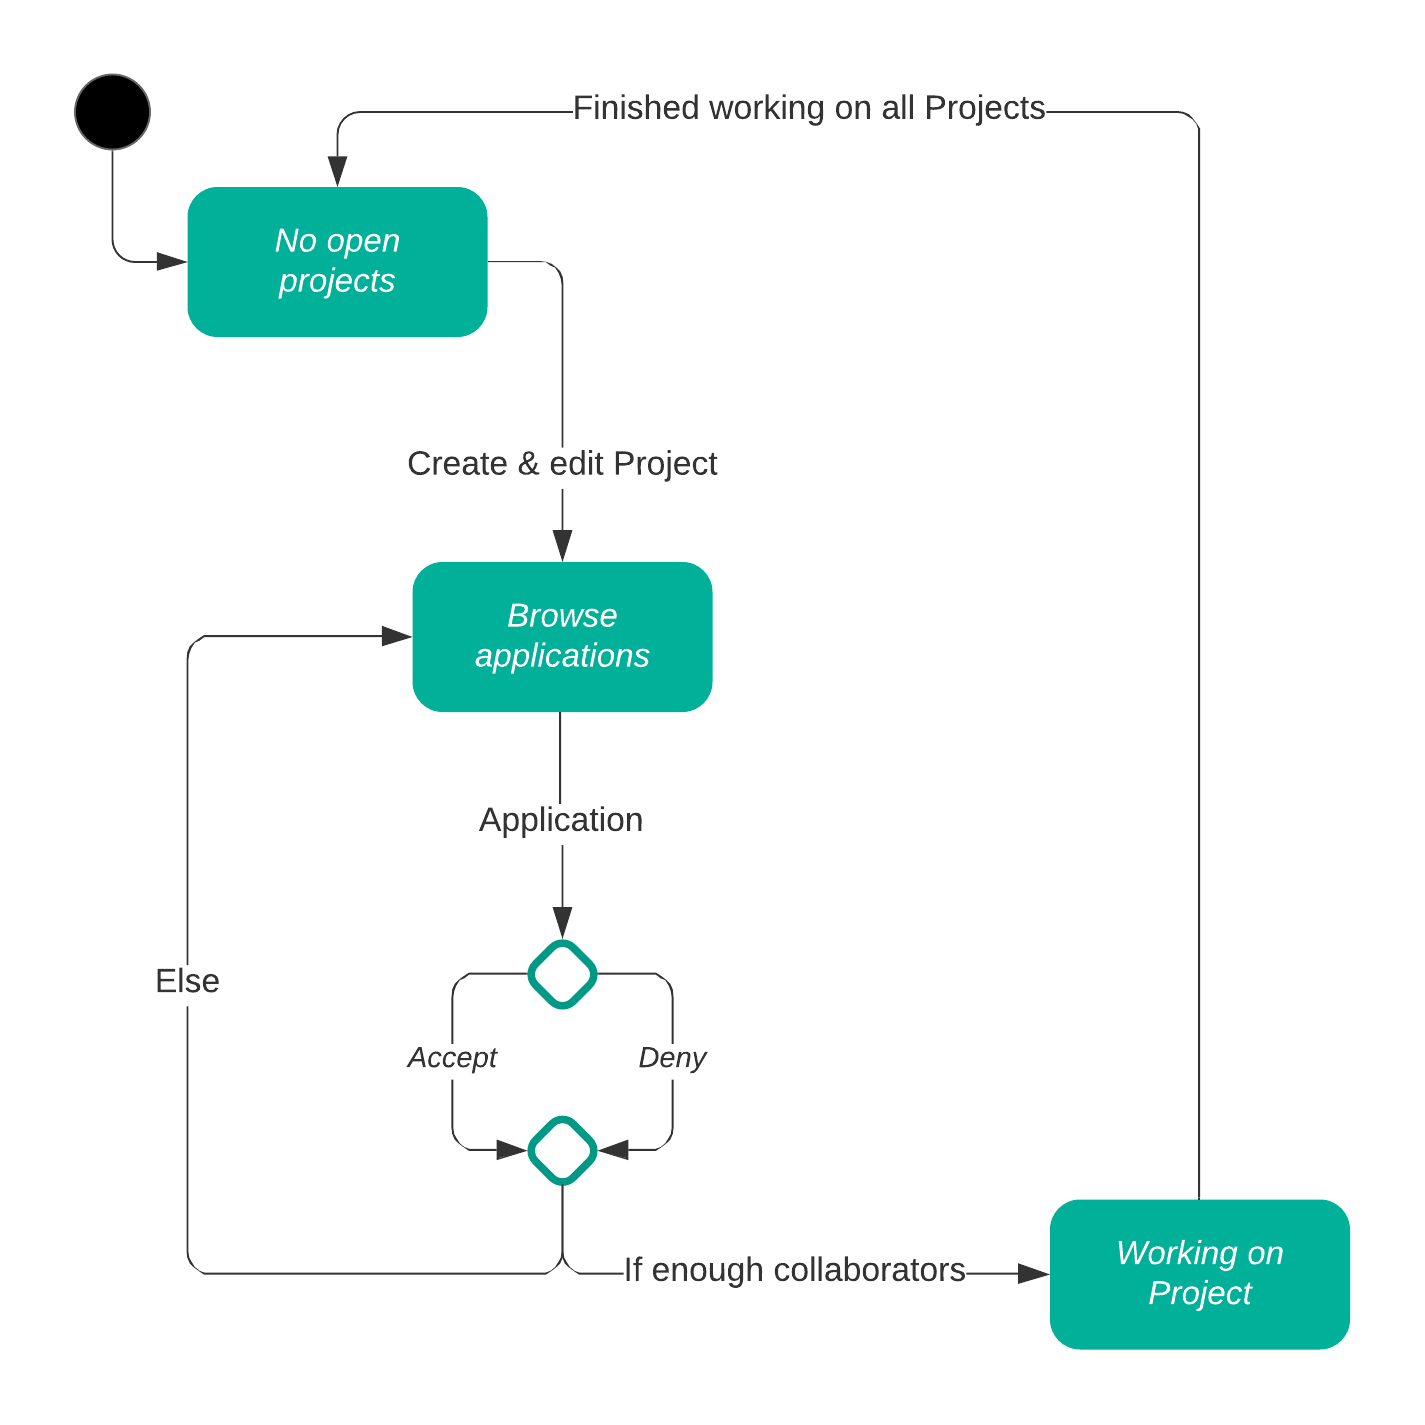 Finished working on all Projects
No open
projects
Create & edit Project
Browse
applications
Application
Else
Accept
Deny
If enough collaborators
Working on
Project